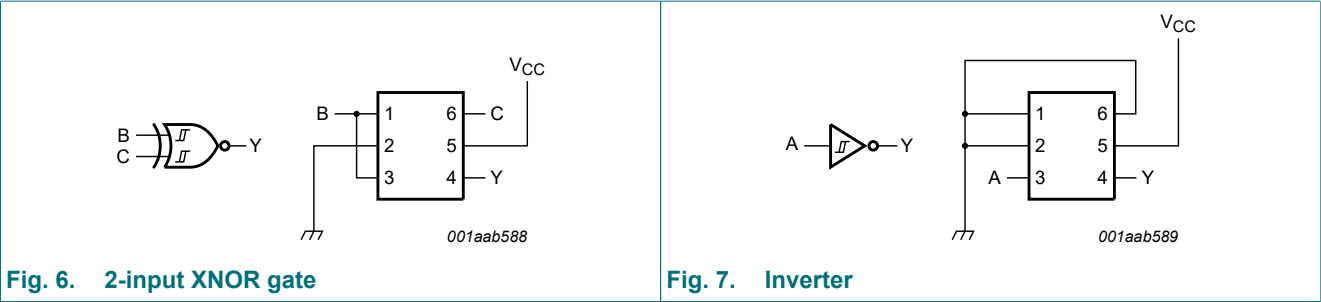 VCC
B
C
Y
B
1
2
3
6
5
4
C
Y
001aab588
Fig. 6. 2-input XNOR gate
VCC
A
Y
A
1
2
3
6
5
4
Y
001aab589
Fig. 7. Inverter